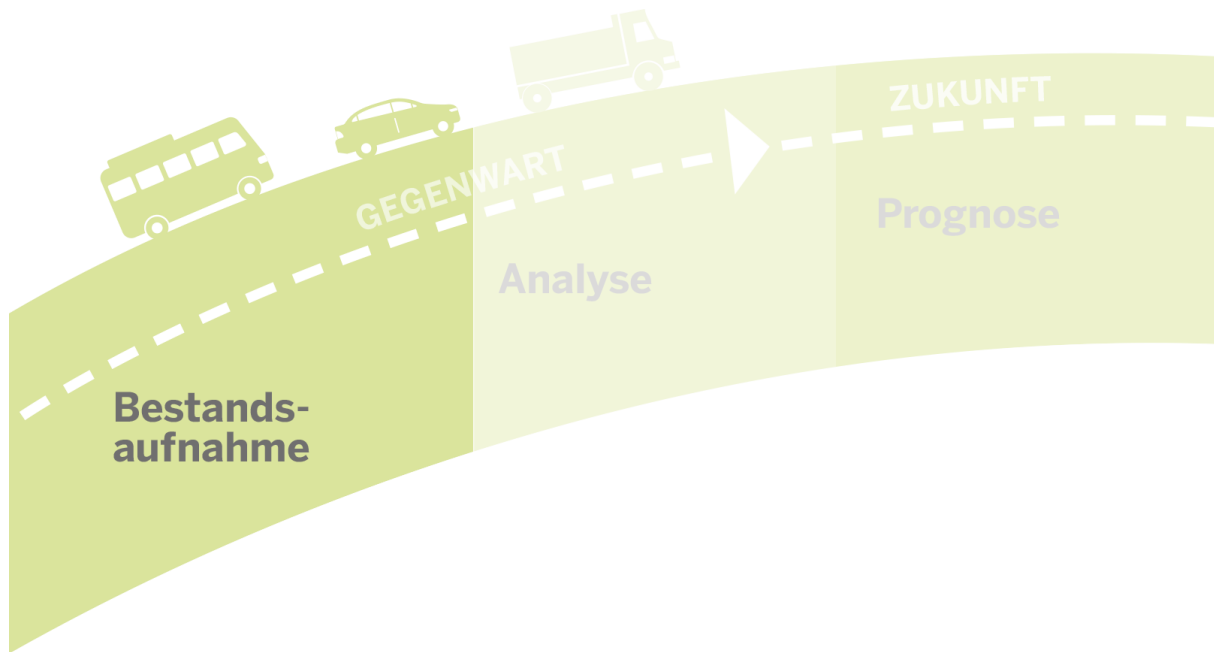 GEGENWART
ZUKUNFT
Bestands-
aufnahme
Analyse
Prognose